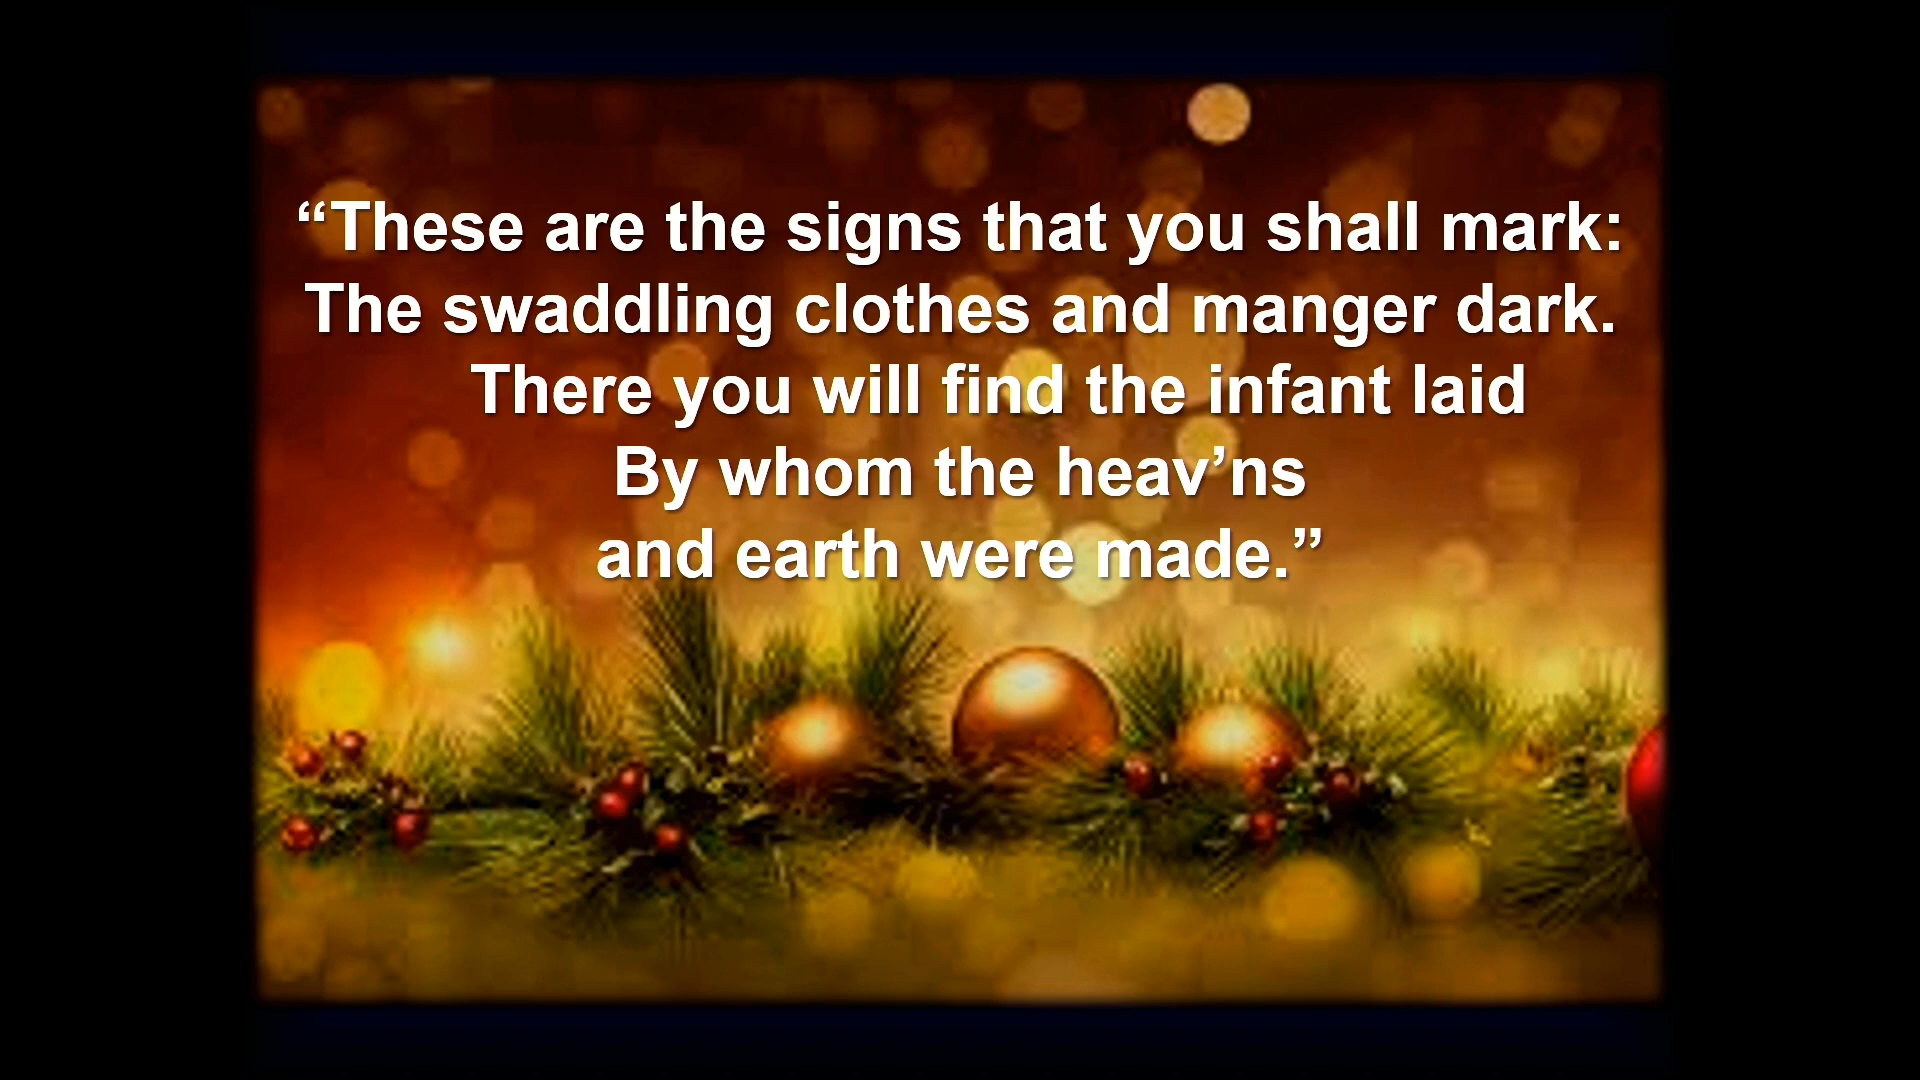 “These are the signs that you shall mark:
The swaddling clothes and manger dark.
There you will find the infant laid
By whom the heav’ns
and earth were made.”